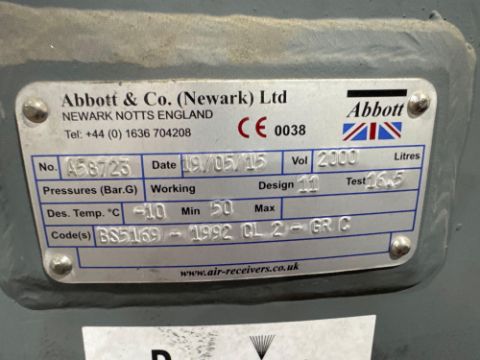 Abbott & Co. (Newark) Ltd
NEWARK NOTTS ENGLAND
Tel: +44 (0) 1636 704208
CE 0038
Abbott
No. A58723 Date 19/05/15 Vol 2000 Litres
Pressures (Bar.G) Working Design 11 Test 16.5
Des. Temp. °C -10 Min 50 Max
Code(s) BS5169 - 1992 CL 2 - GR C
www.air-receivers.co.uk